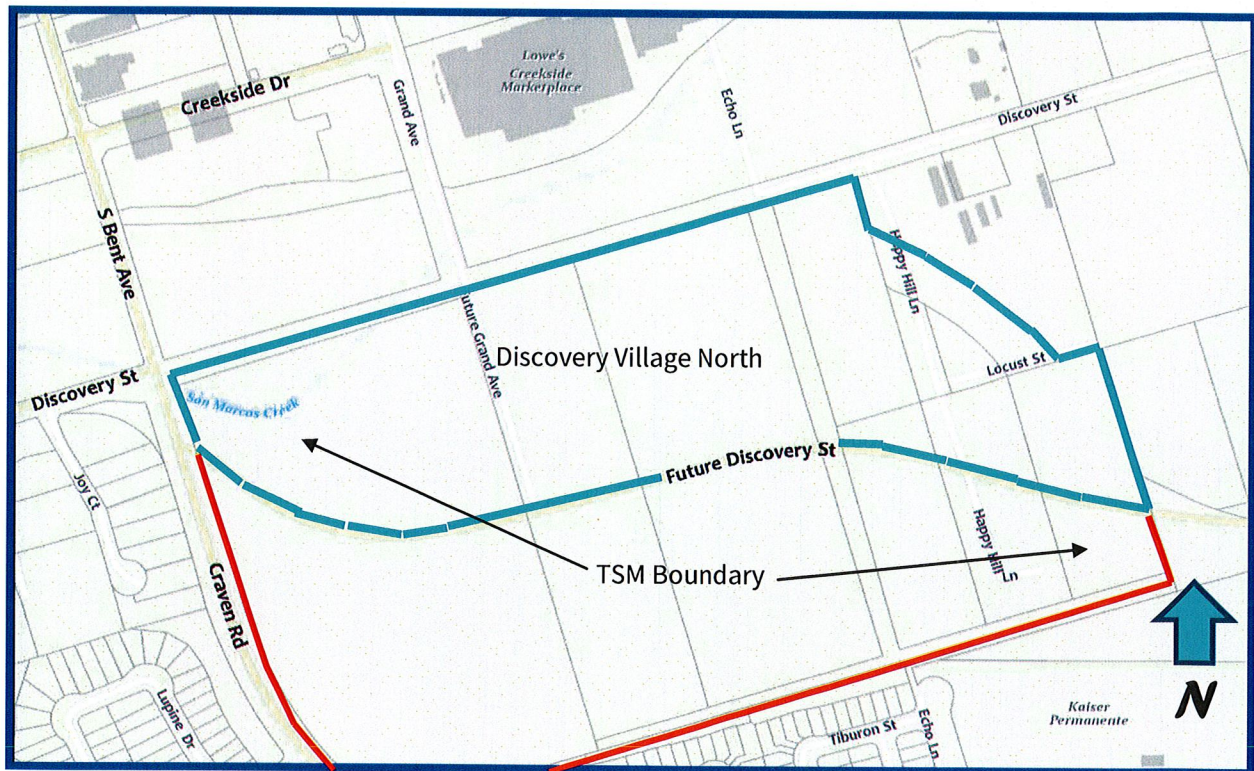 Lowe's
Creekside
Marketplace
Creekside Dr
Grand Ave
Echo Ln
Discovery St
S Bent Ave
Happy Hill Ln
Future Grand Ave
Discovery Village North
Locust St
Discovery St
San Marcos Creek
Future Discovery St
Joy Ct
Happy Hill Ln
TSM Boundary
Craven Rd
N
Lupine Dr
Tiburon St
Echo Ln
Kaiser
Permanente